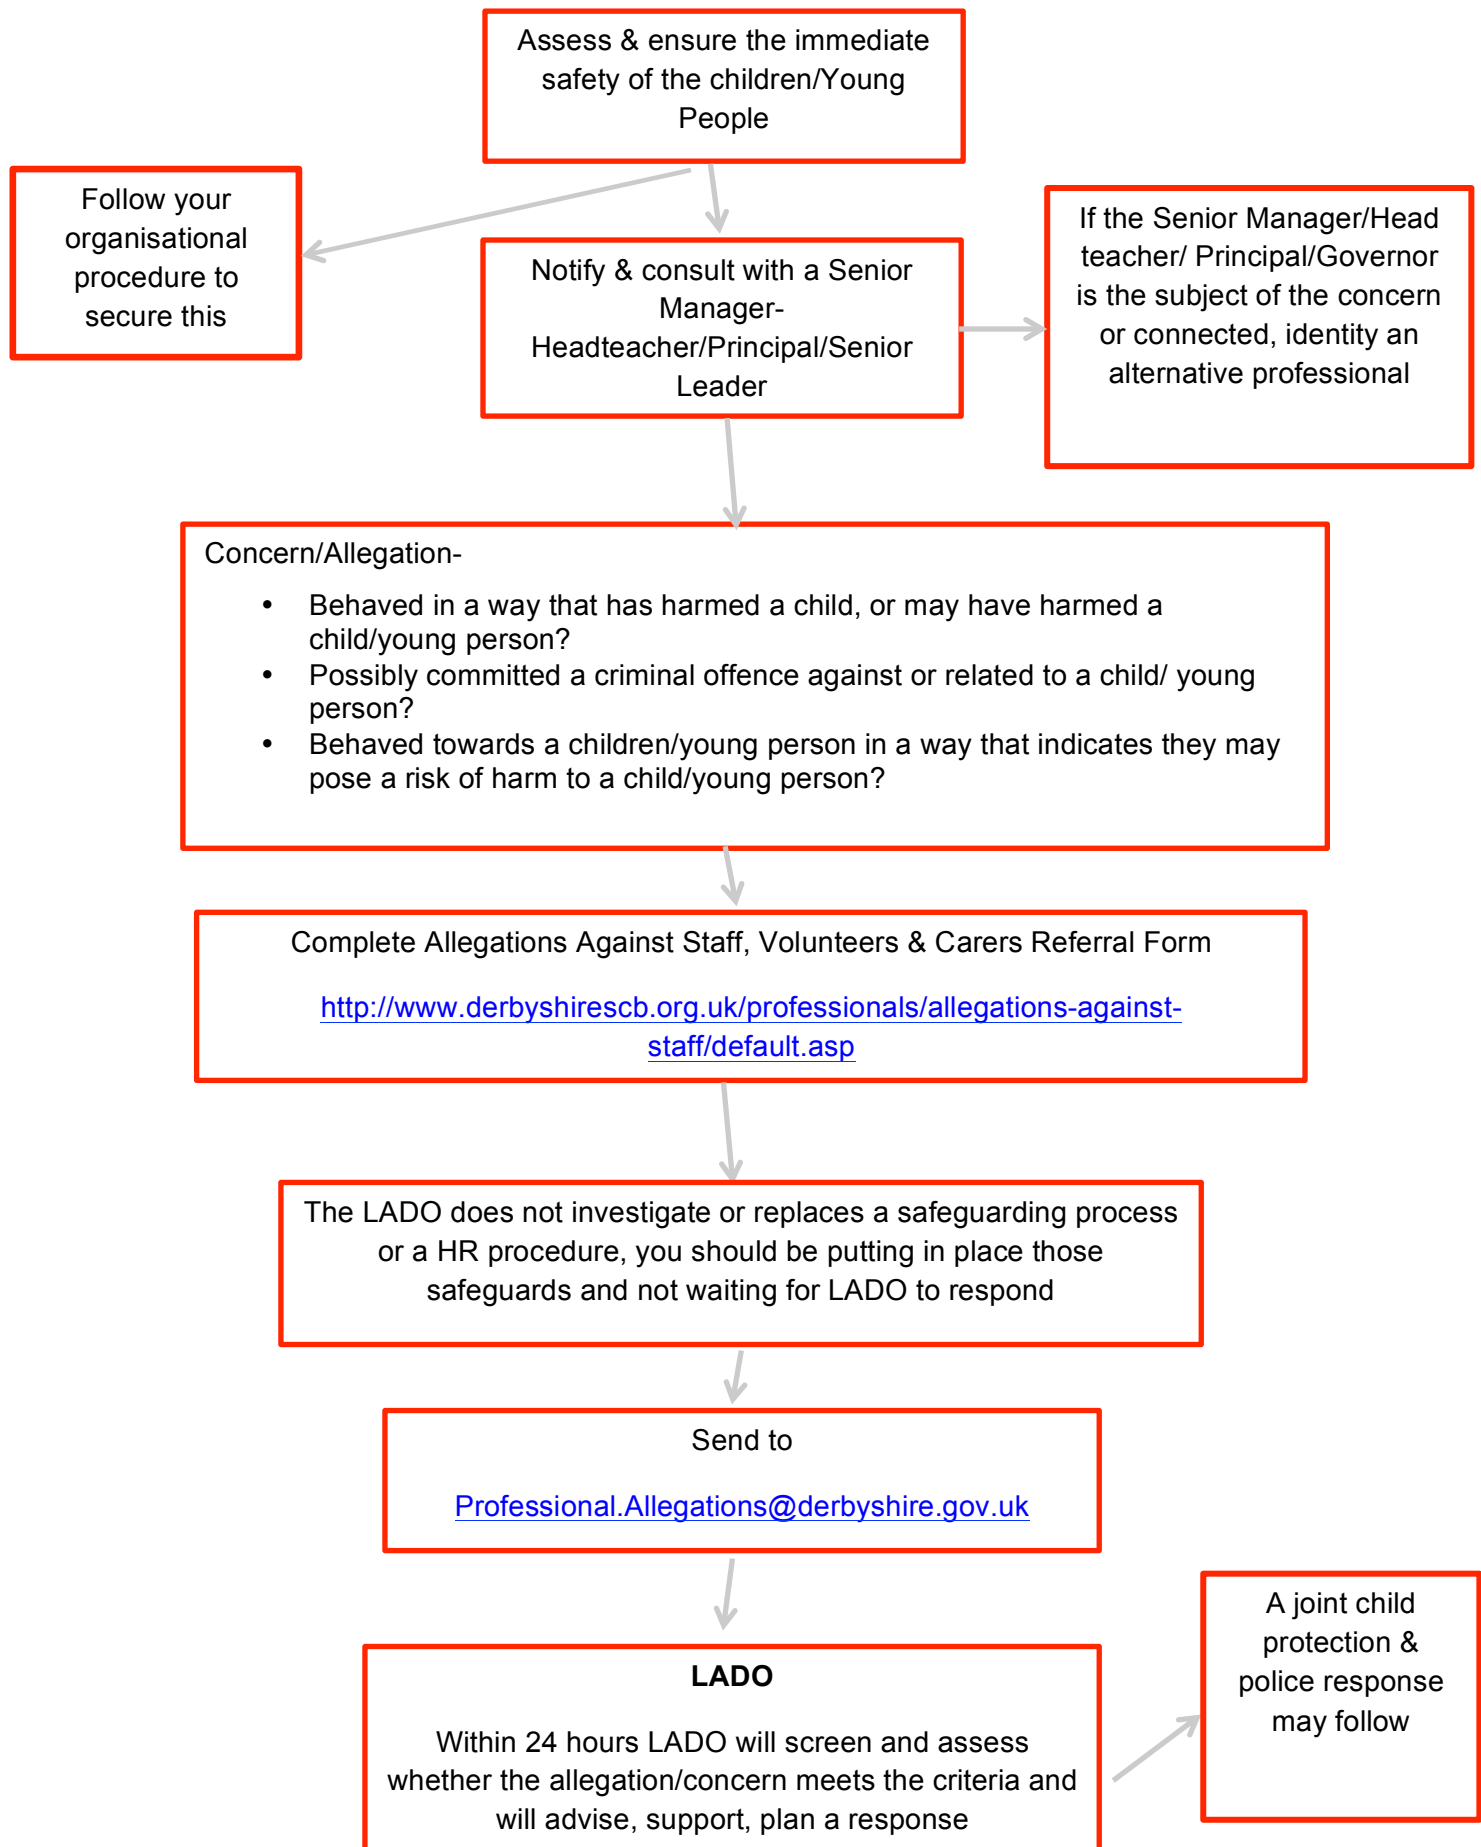 Assess & ensure the immediate
safety of the children/Young
People
Follow your
organisational
procedure to
secure this
Notify & consult with a Senior
Manager-
Headteacher/Principal/Senior
Leader
If the Senior Manager/Head
teacher/ Principal/Governor
is the subject of the concern
or connected, identity an
alternative professional
Concern/Allegation-
• Behaved in a way that has harmed a child, or may have harmed a
child/young person?
• Possibly committed a criminal offence against or related to a child/ young
person?
• Behaved towards a children/young person in a way that indicates they may
pose a risk of harm to a child/young person?
Complete Allegations Against Staff, Volunteers & Carers Referral Form
http://www.derbyshirescb.org.uk/professionals/allegations-against-
staff/default.asp
The LADO does not investigate or replaces a safeguarding process
or a HR procedure, you should be putting in place those
safeguards and not waiting for LADO to respond
Send to
Professional.Allegations@derbyshire.gov.uk
LADO
Within 24 hours LADO will screen and assess
whether the allegation/concern meets the criteria and
will advise, support, plan a response
A joint child
protection &
police response
may follow